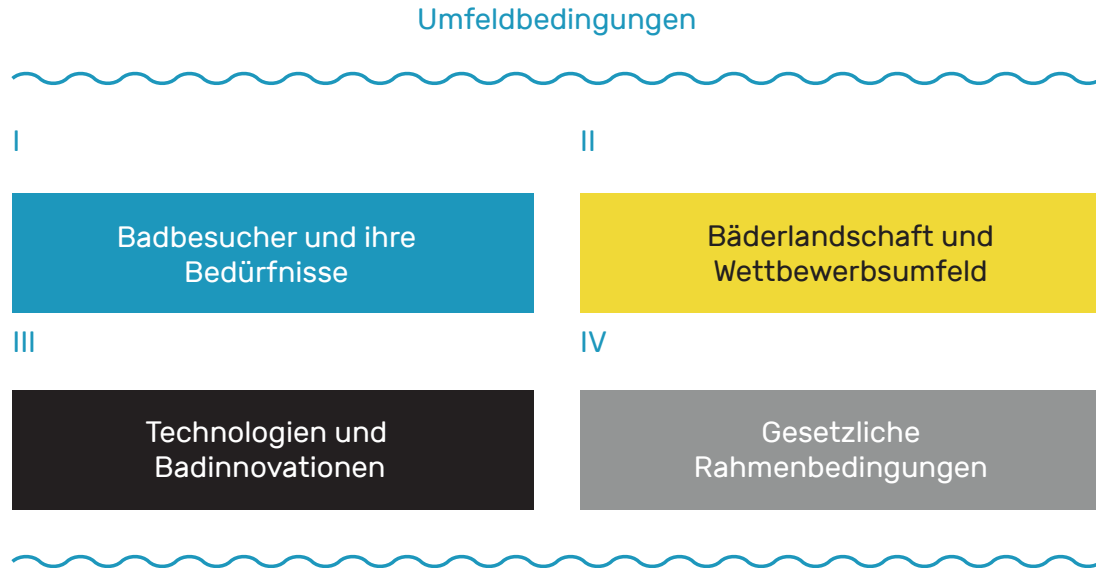 Umfeldbedingungen
I
II
Badbesucher und ihre
Bedürfnisse
Bäderlandschaft und
Wettbewerbsumfeld
III
IV
Technologien und
Badinnovationen
Gesetzliche
Rahmenbedingungen